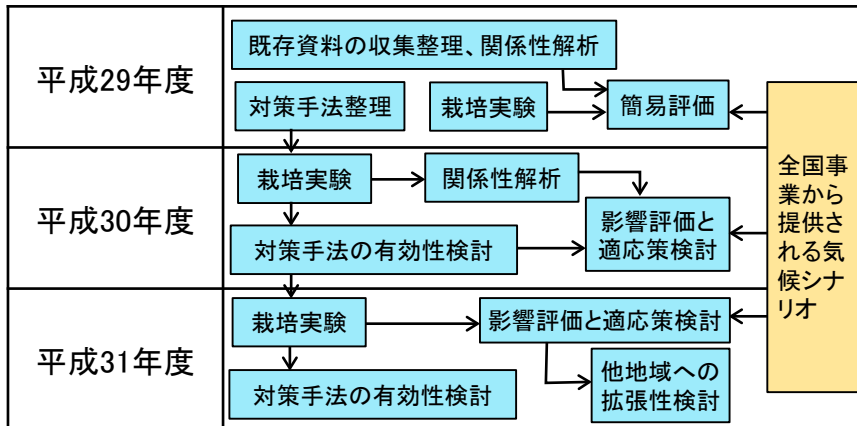 平成29年度
既存資料の収集整理、関係性解析
対策手法整理
栽培実験
簡易評価
平成30年度
栽培実験
関係性解析
対策手法の有効性検討
影響評価と
適応策検討
平成31年度
栽培実験
影響評価と適応策検討
対策手法の有効性検討
他地域への
拡張性検討
全国事
業から
提供さ
れる気
候シナ
リオ